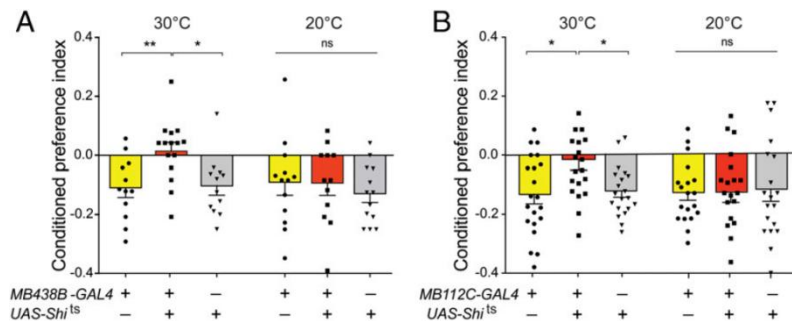 A
30°C 20°C
** * ns
Conditioned preference index
0.4
0.2
0.0
-0.2
-0.4
MB438B-GAL4 + + – + + –
UAS-Shi ts – + + – + +
B
30°C 20°C
* * ns
Conditioned preference index
0.4
0.2
0.0
-0.2
-0.4
MB112C-GAL4 + + – + + –
UAS-Shi ts – + + – + +